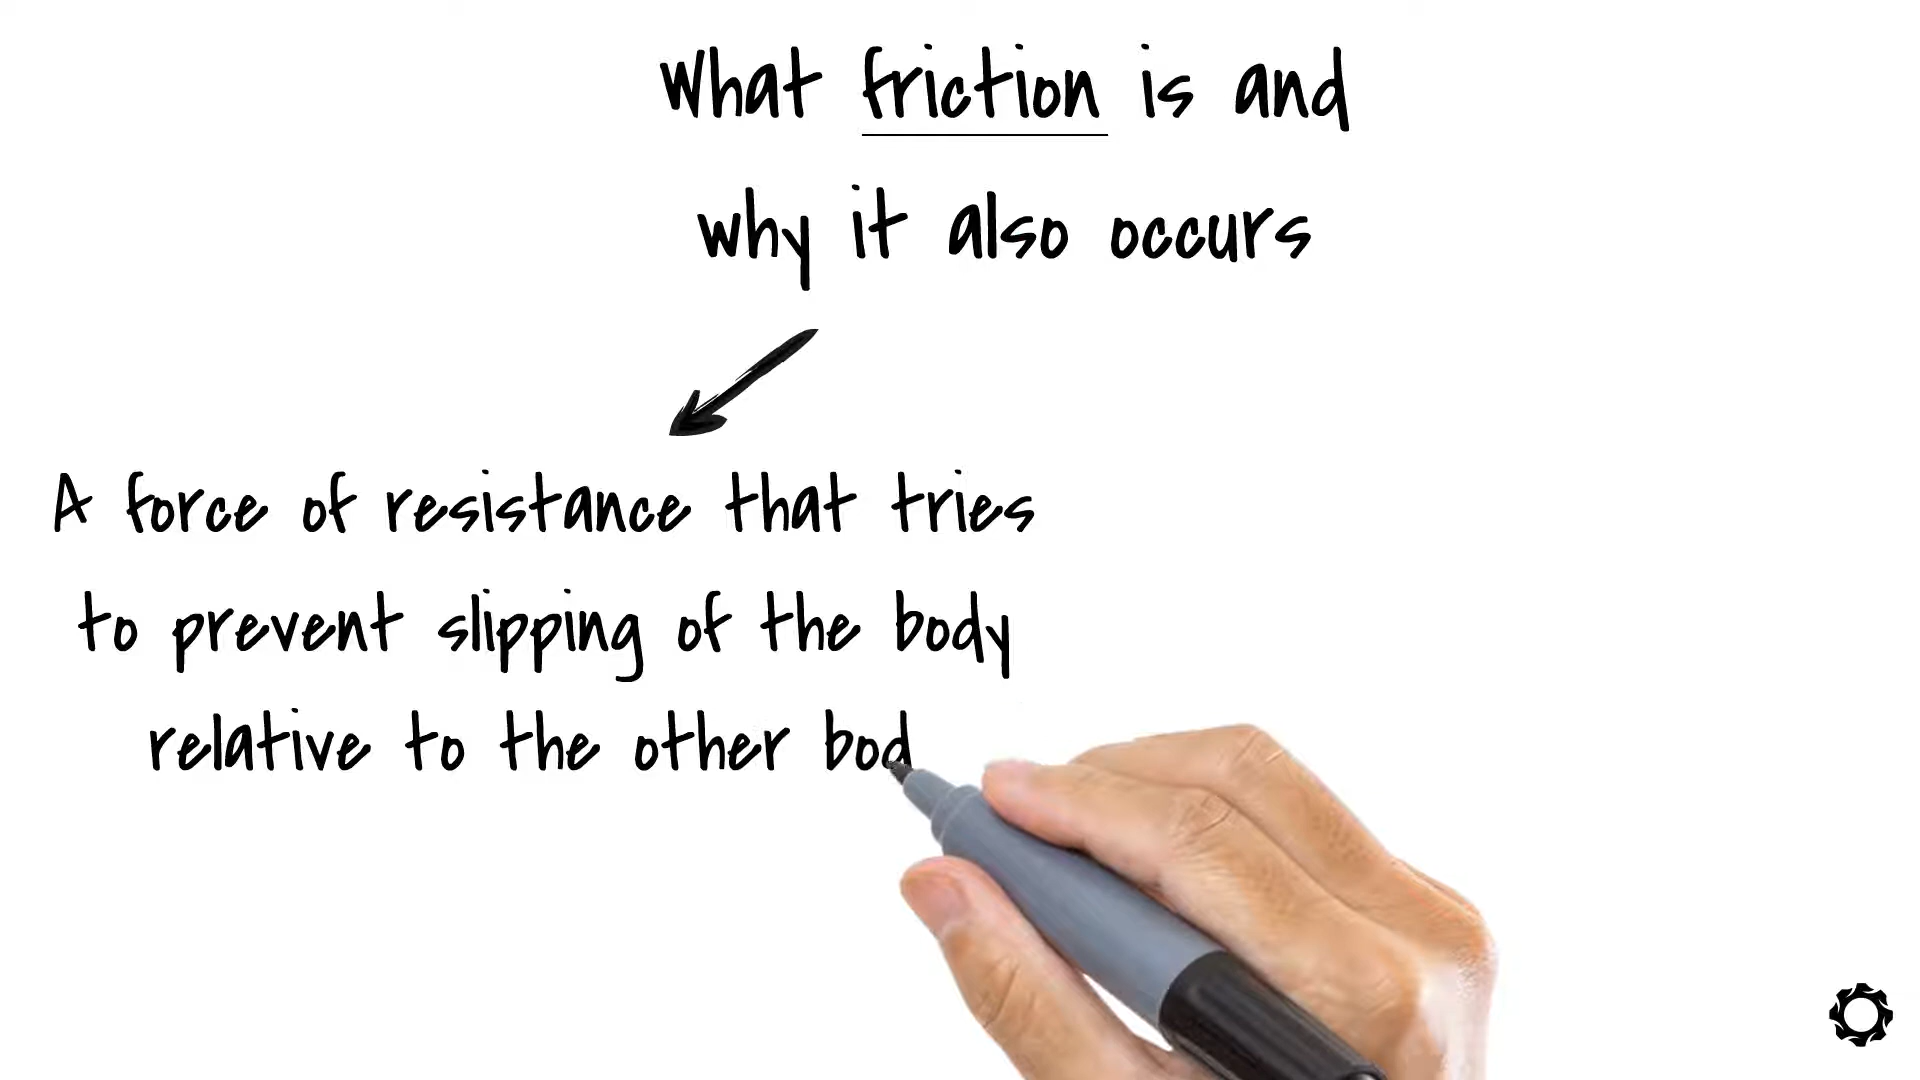 What friction is and
why it also occurs
A force of resistance that tries
to prevent slipping of the body
relative to the other bod